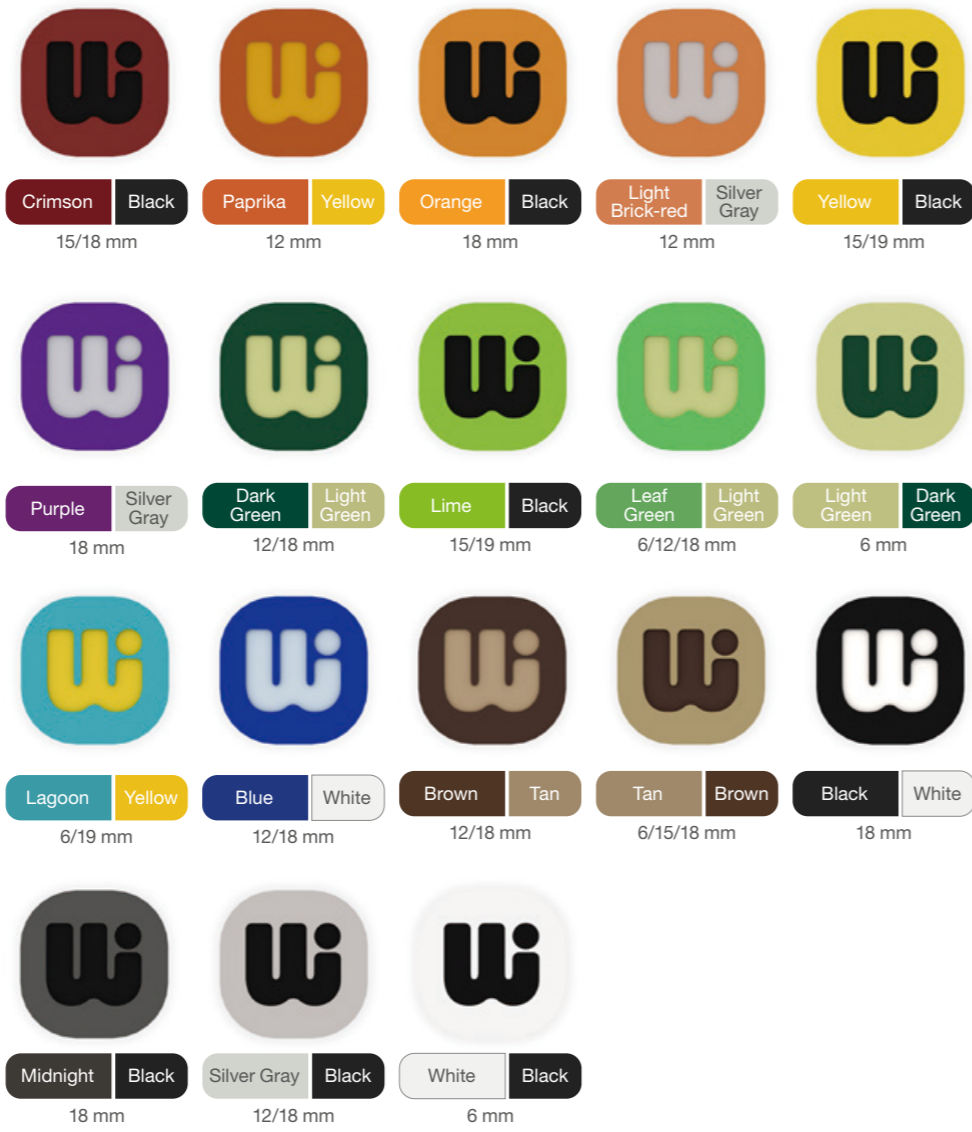 Wi Wi Wi Wi Wi
Crimson Black Paprika Yellow Orange Black Light Brick-red Silver Gray Yellow Black
15/18 mm 12 mm 18 mm 12 mm 15/19 mm
Wi Wi Wi Wi Wi
Purple Silver Gray Dark Green Light Green Lime Black Leaf Green Light Green Light Green Dark Green
18 mm 12/18 mm 15/19 mm 6/12/18 mm 6 mm
Wi Wi Wi Wi Wi
Lagoon Yellow Blue White Brown Tan Tan Brown Black White
6/19 mm 12/18 mm 12/18 mm 6/15/18 mm 18 mm
Wi Wi Wi
Midnight Black Silver Gray Black White Black
18 mm 12/18 mm 6 mm